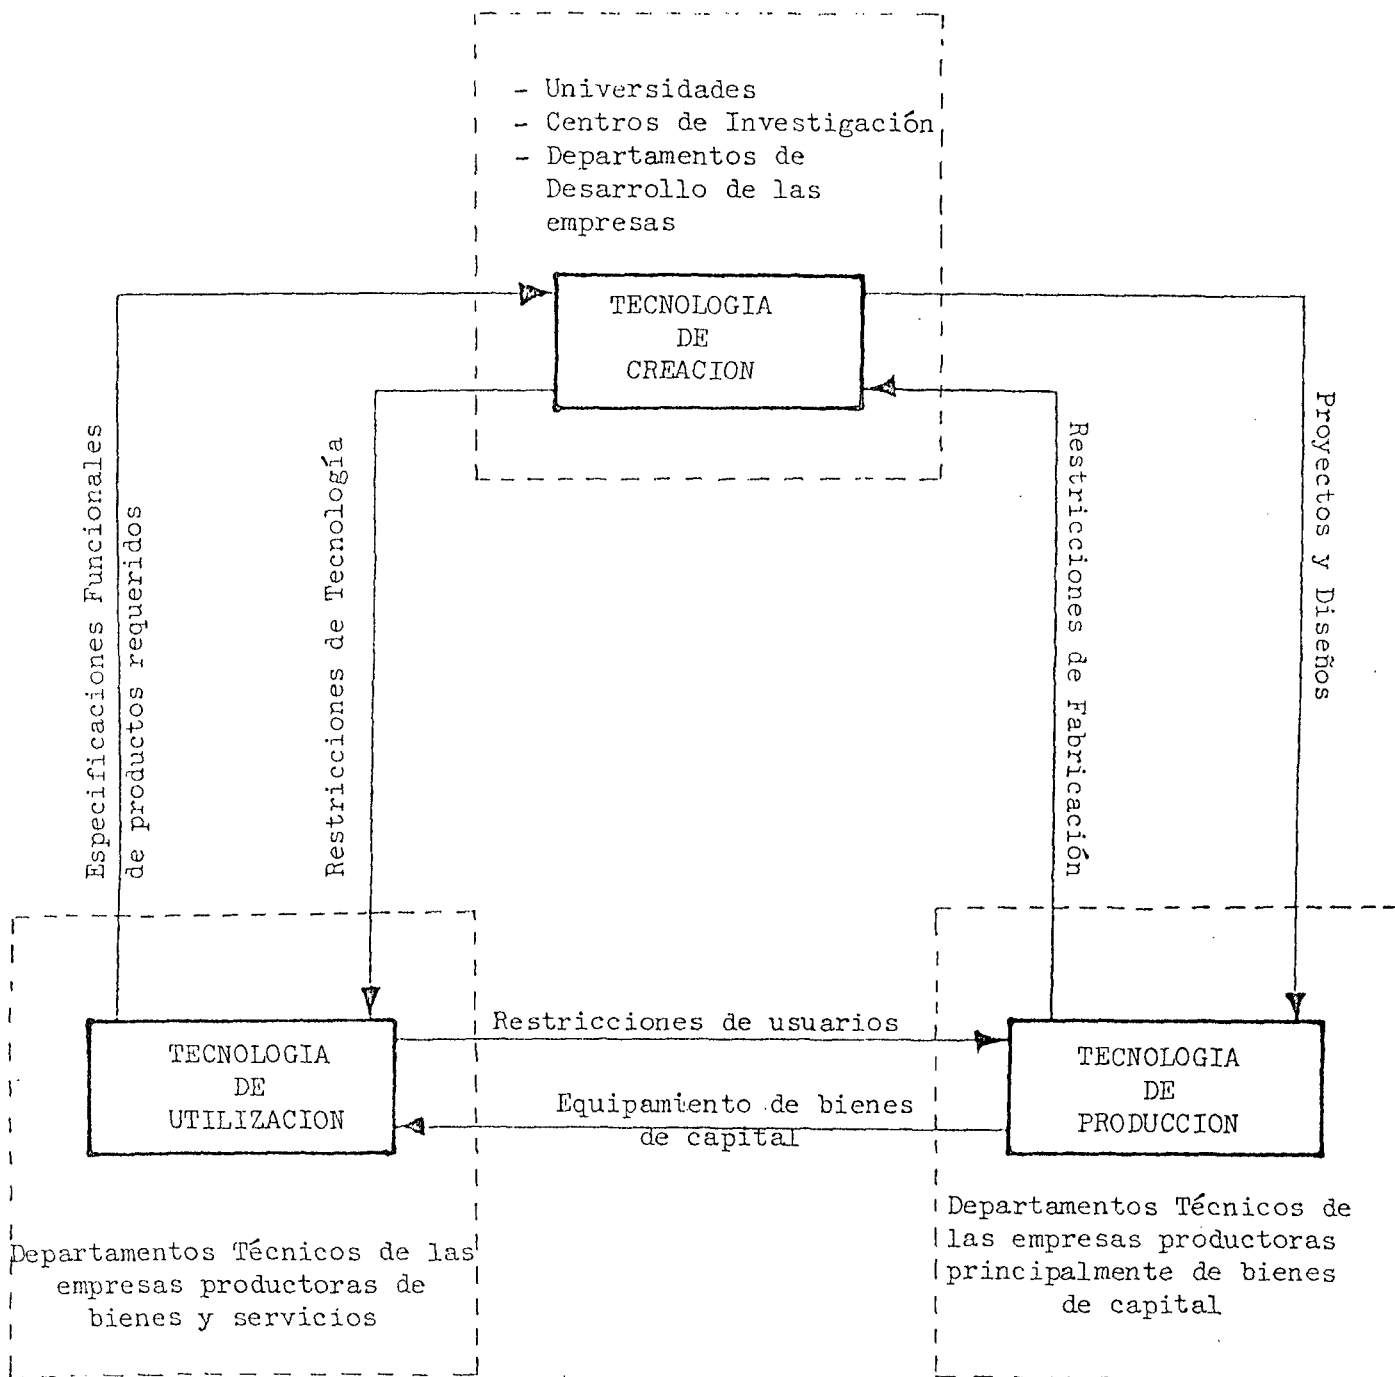 - Universidades
- Centros de Investigación
- Departamentos de
Desarrollo de las
empresas
TECNOLOGIA
DE
CREACION
Especificaciones Funcionales
de productos requeridos
Restricciones de Tecnología
Restricciones de Fabricación
Proyectos y Diseños
TECNOLOGIA
DE
UTILIZACION
Restricciones de usuarios
Equipamiento de bienes
de capital
TECNOLOGIA
DE
PRODUCCION
Departamentos Técnicos de las
empresas productoras de
bienes y servicios
Departamentos Técnicos de
las empresas productoras
principalmente de bienes
de capital